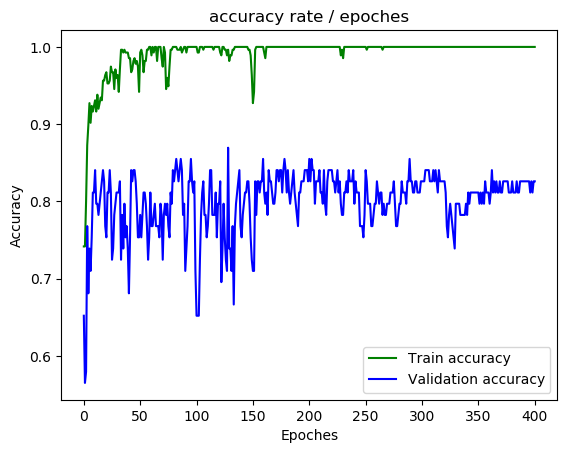 accuracy rate / epoches
1.0
0.9
0.8
0.7
0.6
Accuracy
Train accuracy
Validation accuracy
0 50 100 150 200 250 300 350 400
Epoches